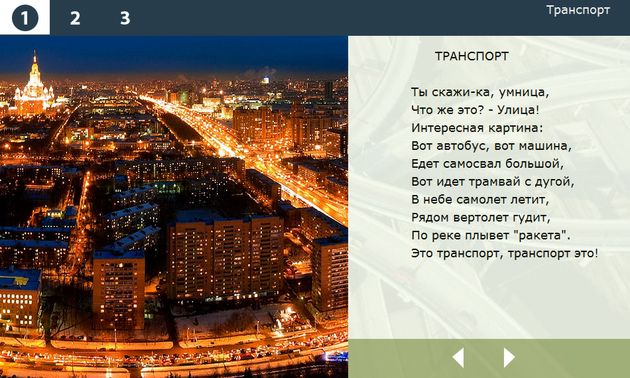 1 2 3
Транспорт
ТРАНСПОРТ
Ты скажи-ка, умница,
Что же это? - Улица!
Интересная картина:
Вот автобус, вот машина,
Едет самосвал большой,
Вот идет трамвай с дугой,
В небе самолет летит,
Рядом вертолет гудит,
По реке плывет "ракета".
Это транспорт, транспорт это!